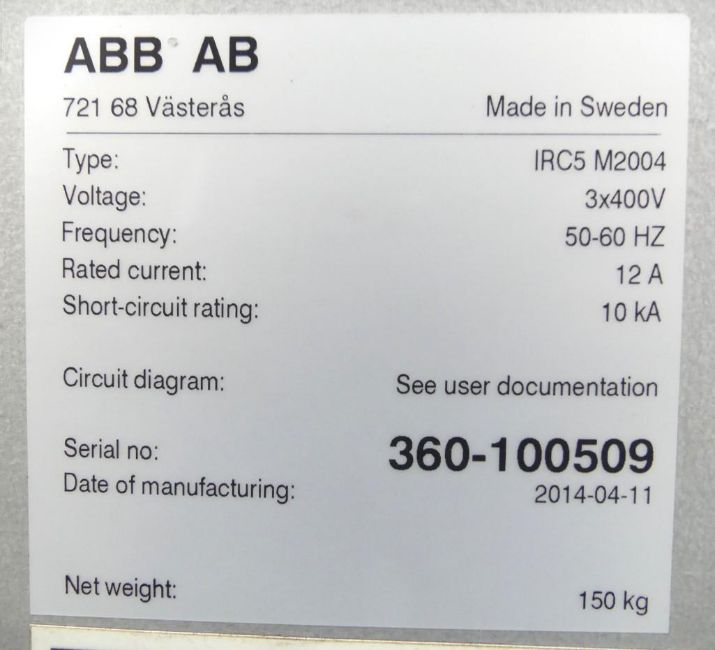 ABB AB
721 68 Västerås Made in Sweden
Type: IRC5 M2004
Voltage: 3x400V
Frequency: 50-60 HZ
Rated current: 12 A
Short-circuit rating: 10 kA
Circuit diagram: See user documentation
Serial no: 360-100509
Date of manufacturing: 2014-04-11
Net weight: 150 kg